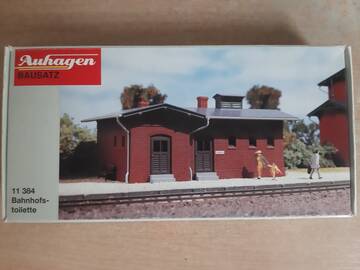 Auhagen
BAUSATZ
11 384
Bahnhofs-
toilette